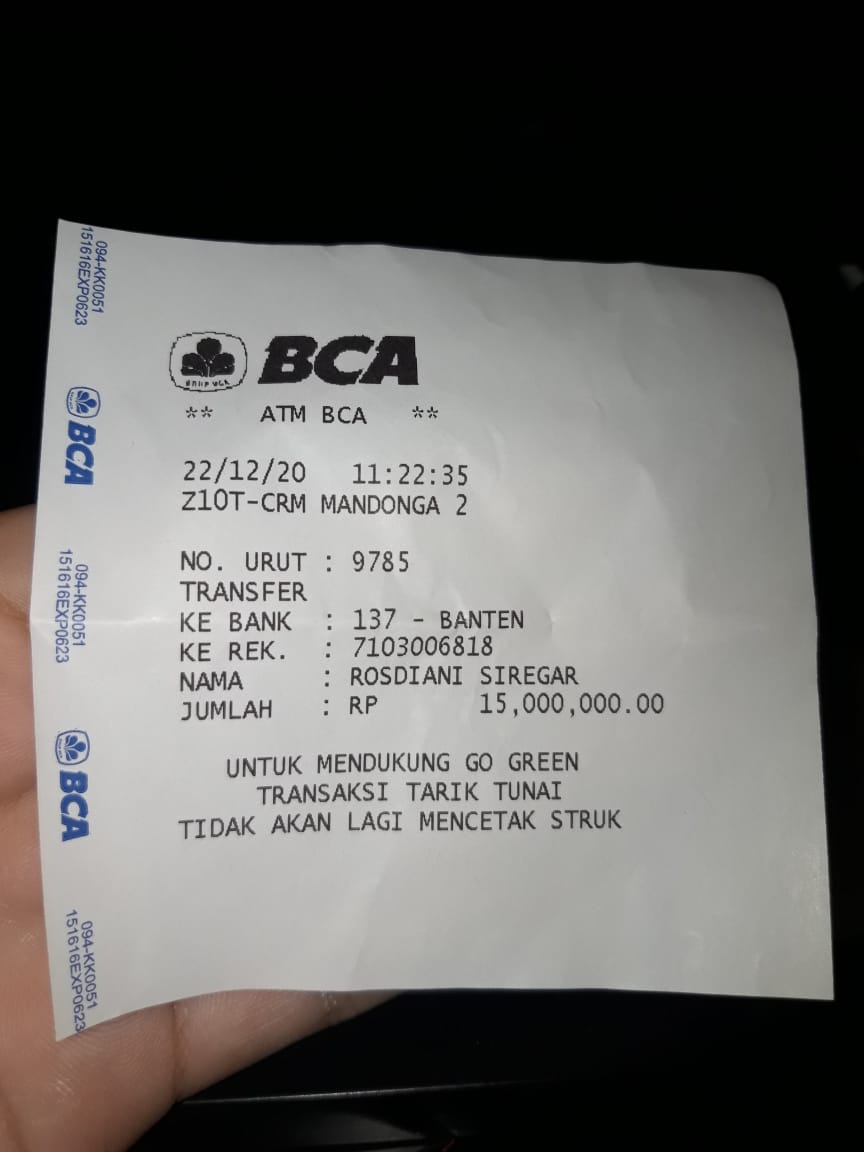 094-KK0051
151616EXP0623
BCA
094-KK0051
151616EXP0623
BCA
094-KK0051
151616EXP0623
BCA
** ATM BCA **
22/12/20 11:22:35
Z10T-CRM MANDONGA 2
NO. URUT : 9785
TRANSFER
KE BANK : 137 - BANTEN
KE REK. : 7103006818
NAMA : ROSDIANI SIREGAR
JUMLAH : RP 15,000,000.00
UNTUK MENDUKUNG GO GREEN
TRANSAKSI TARIK TUNAI
TIDAK AKAN LAGI MENCETAK STRUK